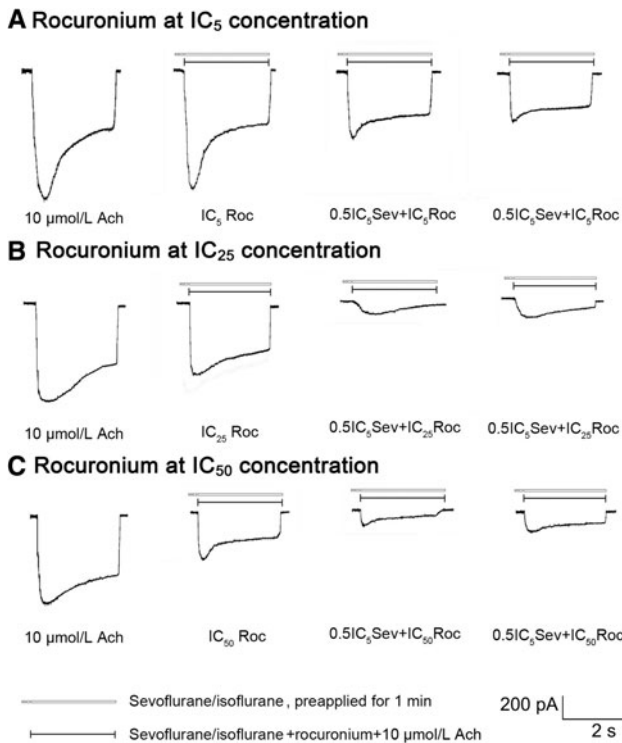 A Rocuronium at IC₅ concentration
10 µmol/L Ach
IC₅ Roc
0.5IC₅Sev+IC₅Roc
0.5IC₅Sev+IC₅Roc
B Rocuronium at IC₂₅ concentration
10 µmol/L Ach
IC₂₅ Roc
0.5IC₅Sev+IC₂₅Roc
0.5IC₅Sev+IC₂₅Roc
C Rocuronium at IC₅₀ concentration
10 µmol/L Ach
IC₅₀ Roc
0.5IC₅Sev+IC₅₀Roc
0.5IC₅Sev+IC₅₀Roc
Sevoflurane/isoflurane, preapplied for 1 min
Sevoflurane/isoflurane+rocuronium+10 µmol/L Ach
200 pA
2 s